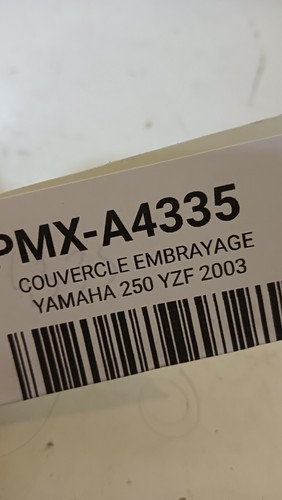 PMX-A4335
COUVERCLE EMBRAYAGE
YAMAHA 250 YZF 2003